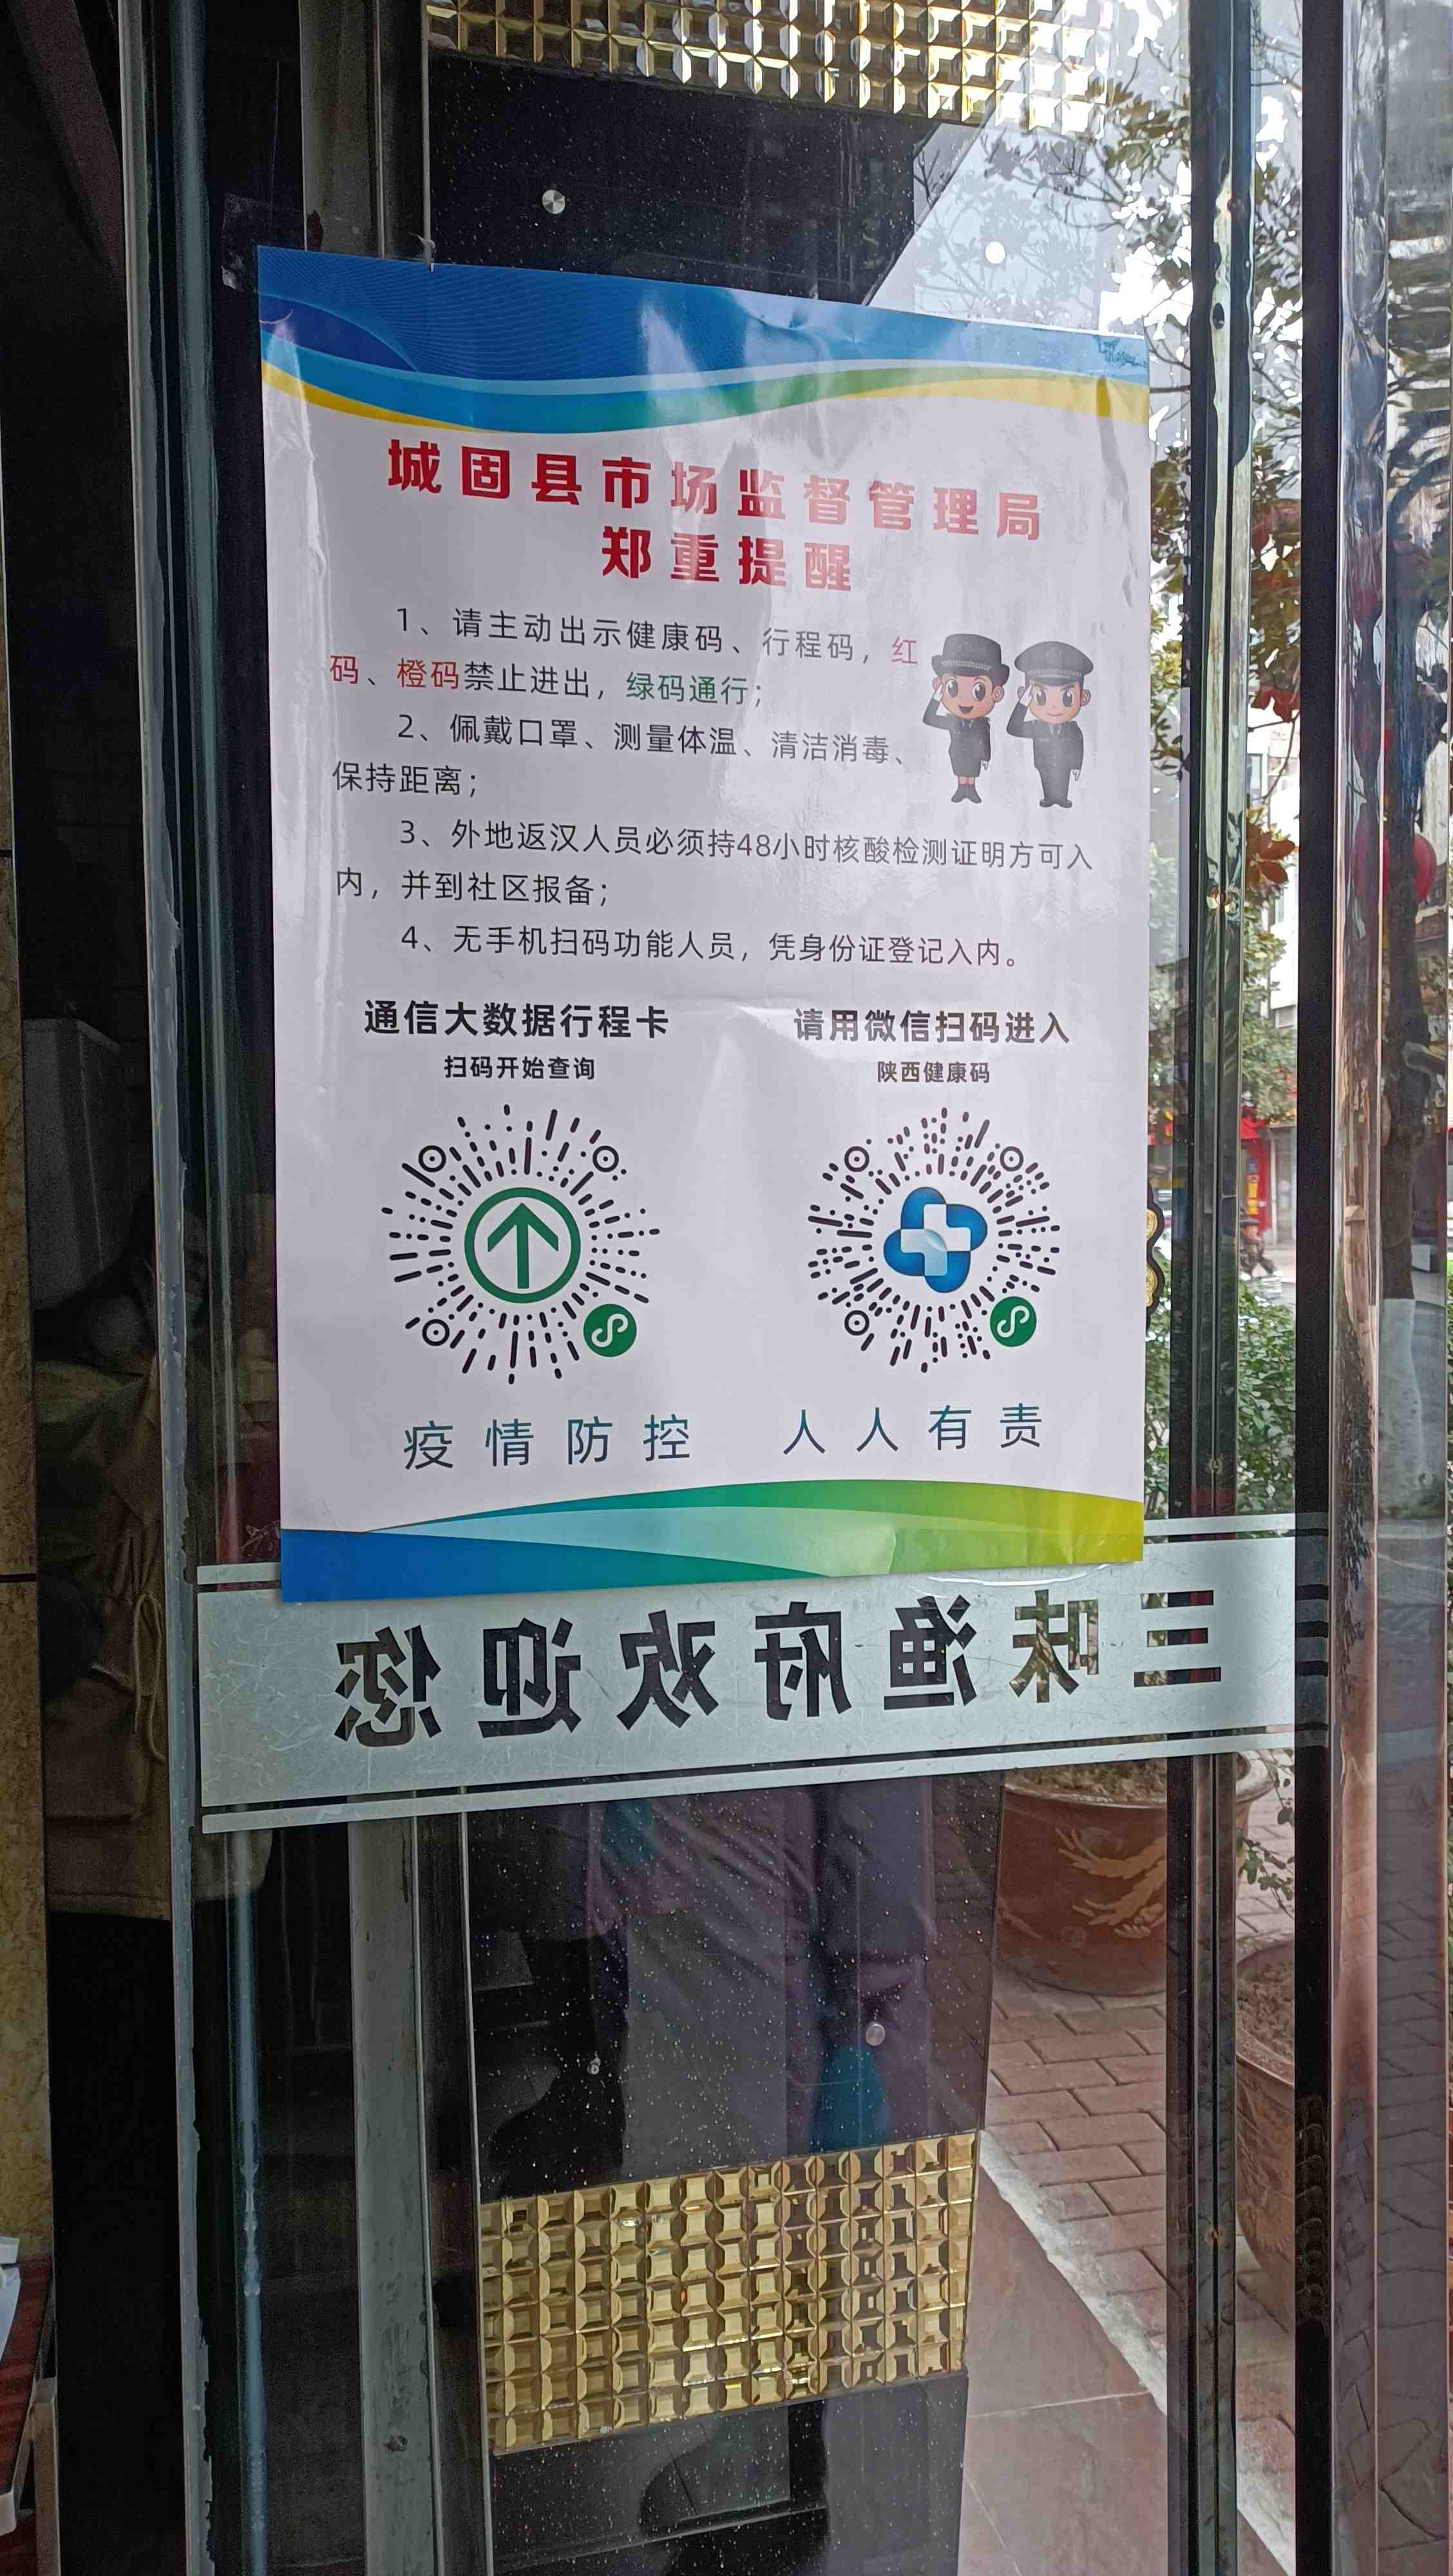 城固县市场监督管理局
郑重提醒
1、请主动出示健康码、行程码，红
码、橙码禁止进出，绿码通行；
2、佩戴口罩、测量体温、清洁消毒、
保持距离；
3、外地返汉人员必须持48小时核酸检测证明方可入
内，并到社区报备；
4、无手机扫码功能人员，凭身份证登记入内。
通信大数据行程卡
扫码开始查询
请用微信扫码进入
陕西健康码
疫情防控 人人有责
三味渔府欢迎您